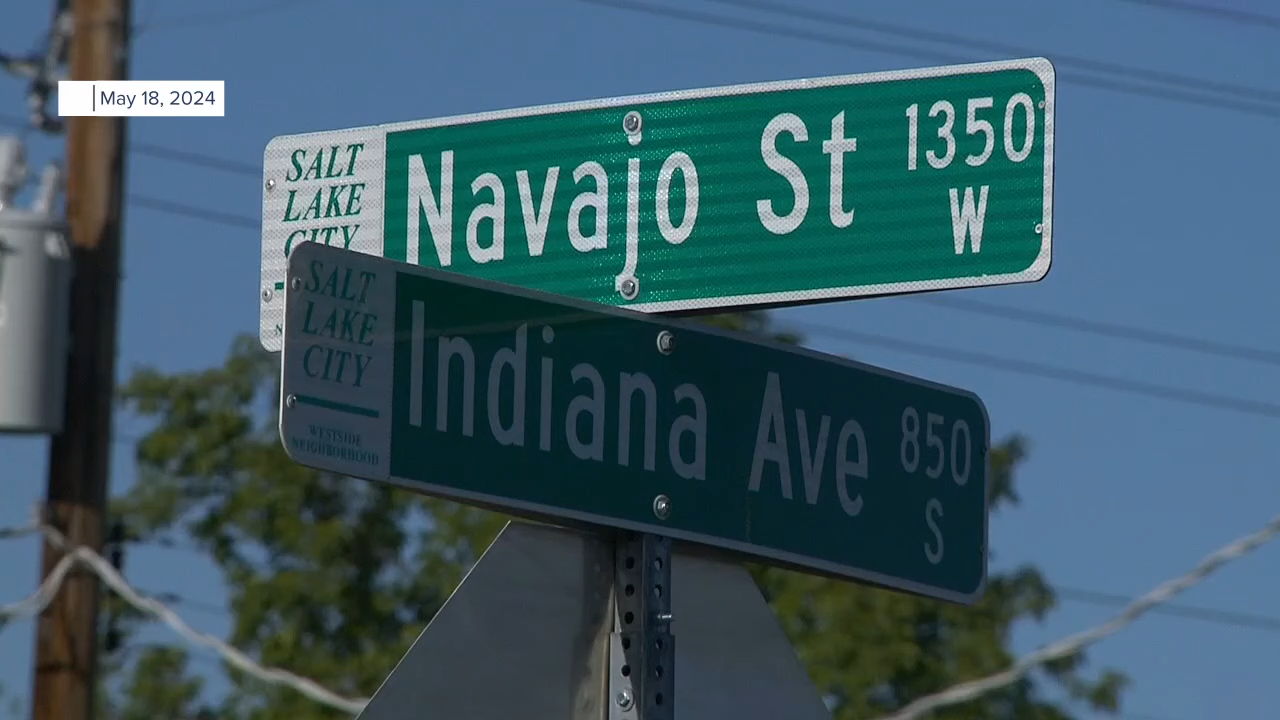 May 18, 2024
SALT
LAKE
CITY
Navajo St 1350
W
SALT
LAKE
CITY
WESTSIDE
NEIGHBORHOOD
Indiana Ave 850
S